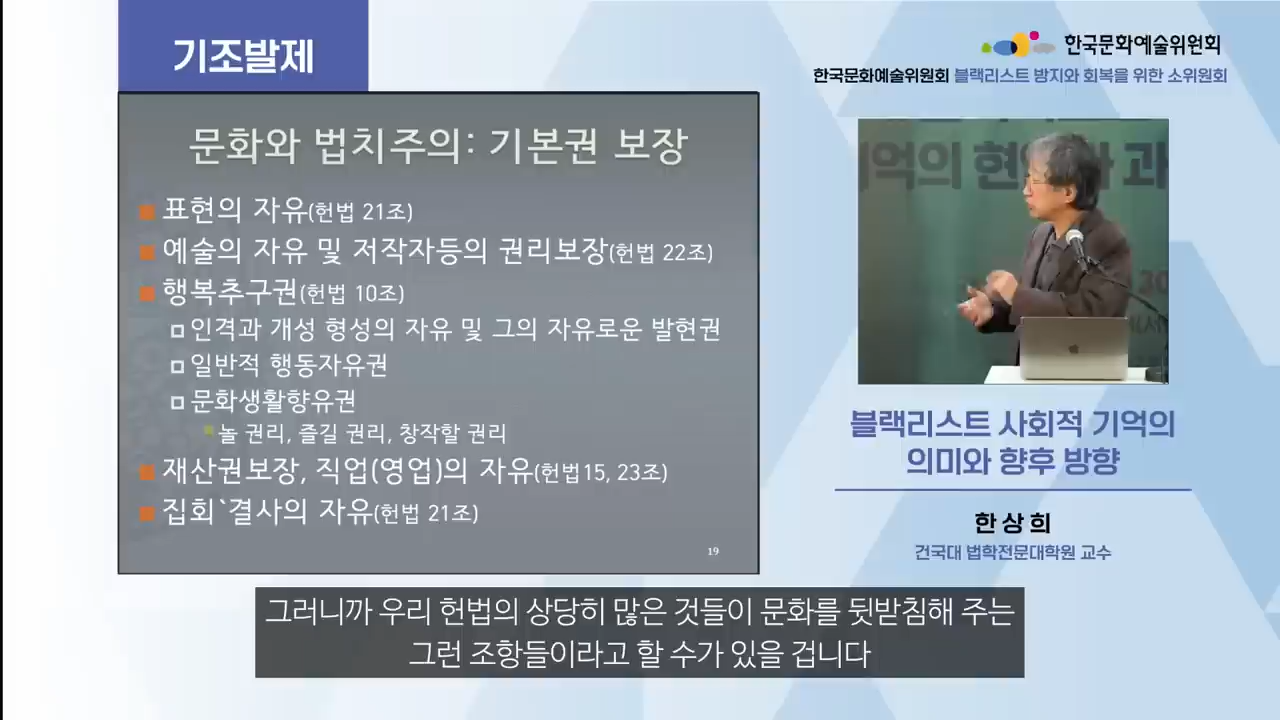 기조발제
한국문화예술위원회
한국문화예술위원회 블랙리스트 방지와 회복을 위한 소위원회
문화와 법치주의: 기본권 보장
표현의 자유(헌법 21조)
예술의 자유 및 저작자등의 권리보장(헌법 22조)
행복추구권(헌법 10조)
인격과 개성 형성의 자유 및 그의 자유로운 발현권
일반적 행동자유권
문화생활향유권
놀 권리, 즐길 권리, 창작할 권리
재산권보장, 직업(영업)의 자유(헌법15, 23조)
집회`결사의 자유(헌법 21조)
19
블랙리스트 사회적 기억의
의미와 향후 방향
한상희
건국대 법학전문대학원 교수
그러니까 우리 헌법의 상당히 많은 것들이 문화를 뒷받침해 주는
그런 조항들이라고 할 수가 있을 겁니다